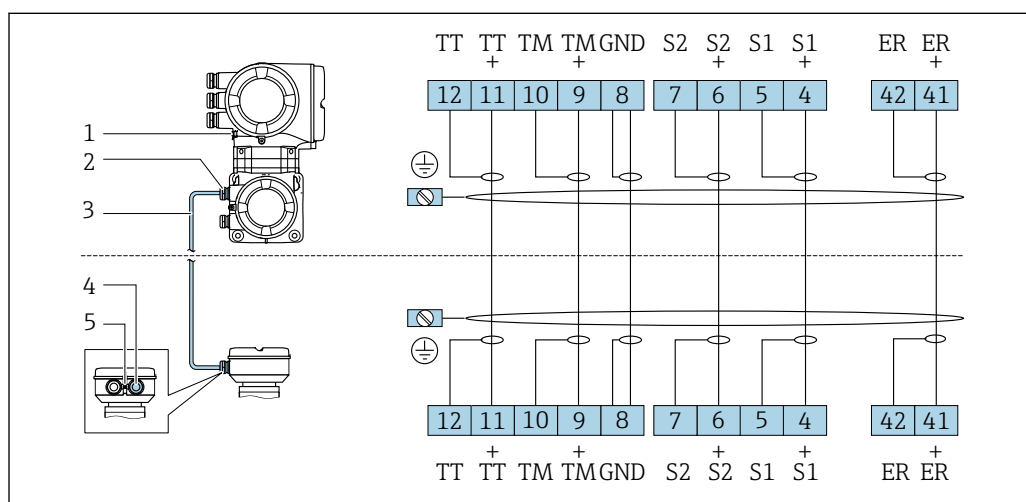 TT TT TM TM GND S2 S2 S1 S1 ER ER
+ + + + +
12 11 10 9 8 7 6 5 4 42 41
1
2
3
4
5
12 11 10 9 8 7 6 5 4 42 41
+ + + + +
TT TT TM TM GND S2 S2 S1 S1 ER ER